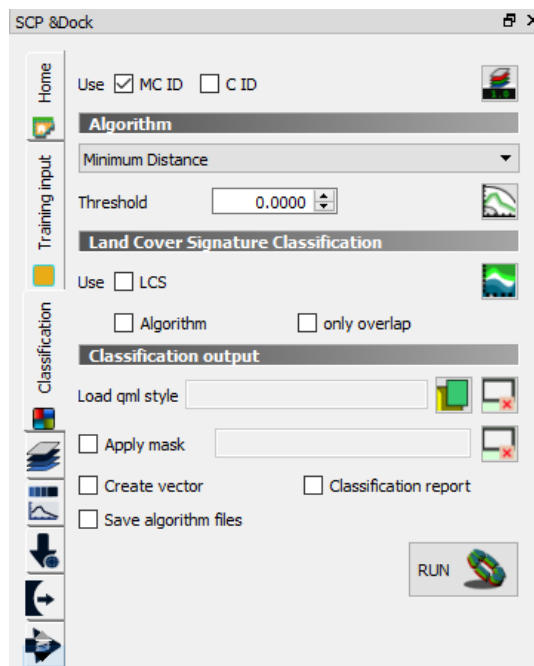 SCP &Dock
Home
Training input
Classification
Use MC ID C ID
Algorithm
Minimum Distance
Threshold 0.0000
Land Cover Signature Classification
Use LCS
Algorithm only overlap
Classification output
Load qml style
Apply mask
Create vector Classification report
Save algorithm files
RUN